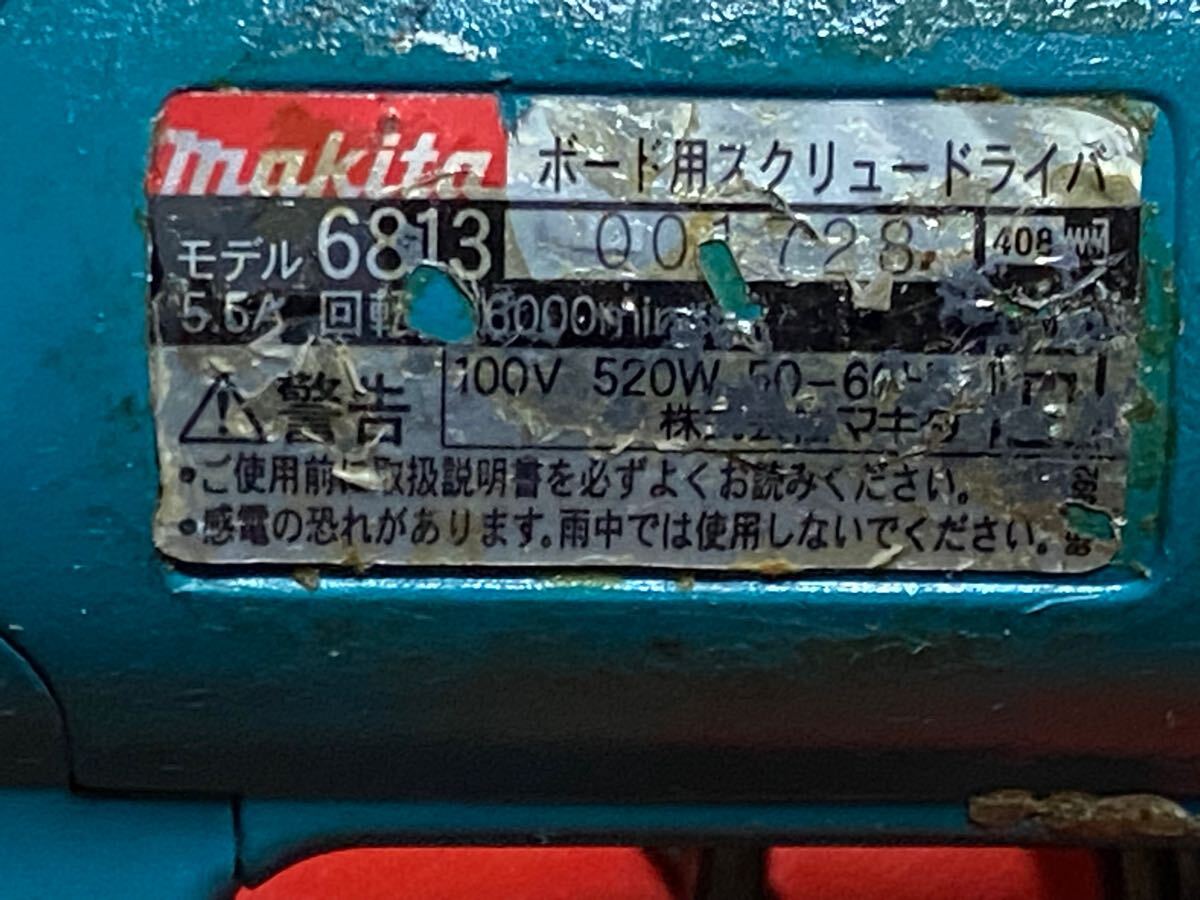 makita ボード用スクリュードライバ
モデル 6813 001728 408
5.5A 回転 6000min
警告 100V 520W 50-60H
株 マキタ
・ご使用前に取扱説明書を必ずよくお読みください。
・感電の恐れがあります。雨中では使用しないでください。